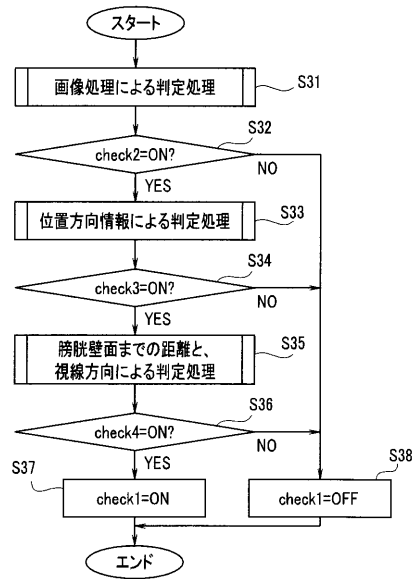 スタート
画像処理による判定処理
S31
S32
check2=ON?
NO
YES
位置方向情報による判定処理
S33
S34
check3=ON?
NO
YES
膀胱壁面までの距離と、
視線方向による判定処理
S35
S36
check4=ON?
NO
YES
S37
S38
check1=ON
check1=OFF
エンド